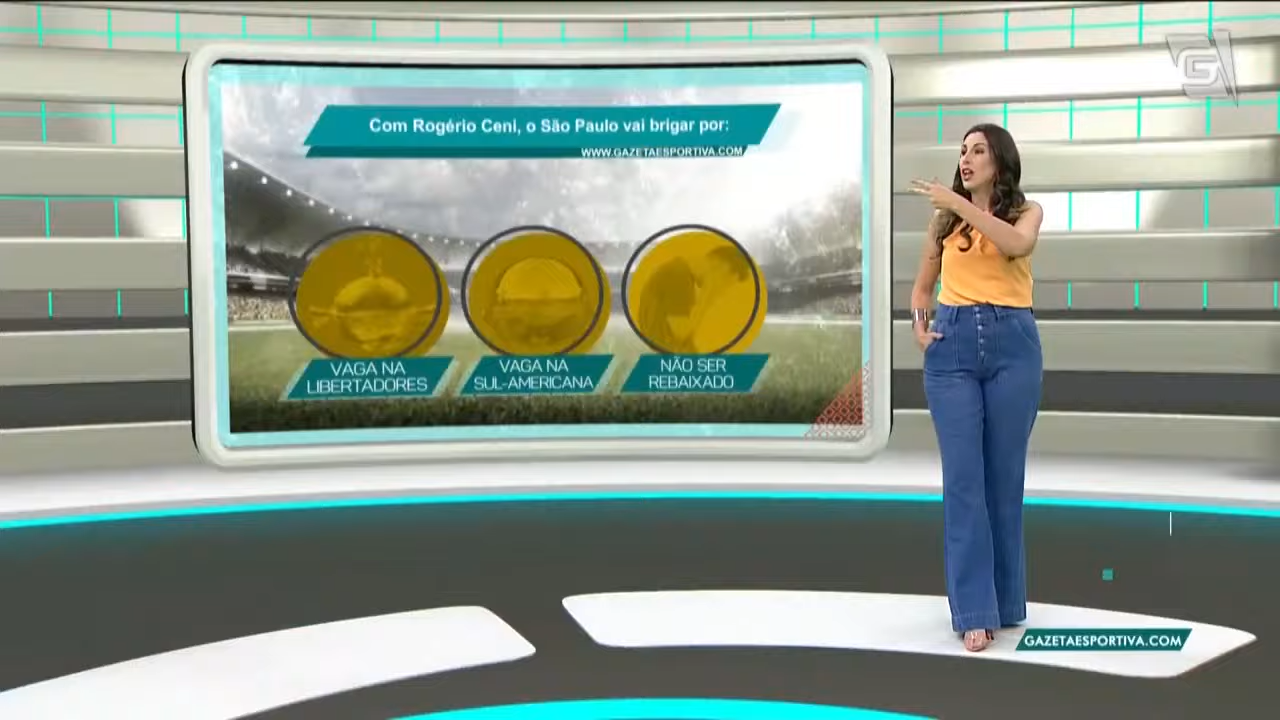 G
Com Rogério Ceni, o São Paulo vai brigar por:
WWW.GAZETAESPORTIVA.COM
VAGA NA
LIBERTADORES
VAGA NA
SUL-AMERICANA
NÃO SER
REBAIXADO
GAZETAESPORTIVA.COM